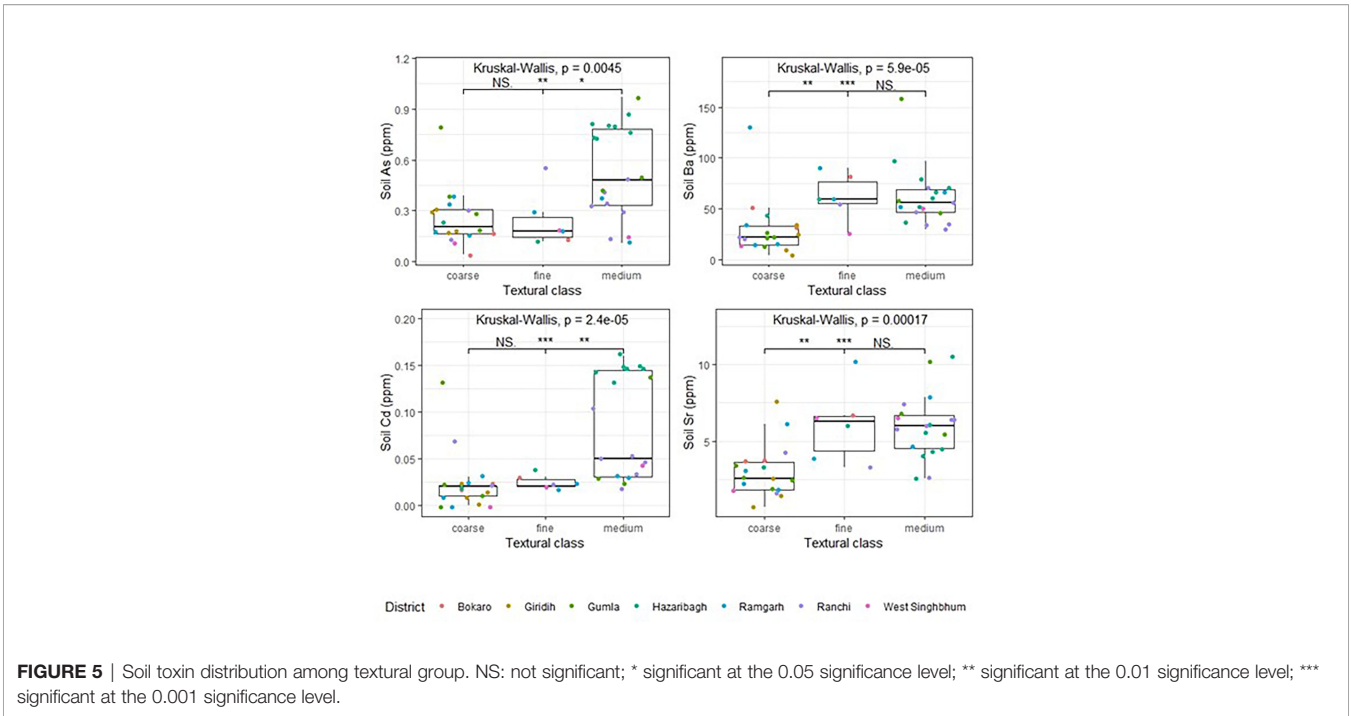 Kruskal-Wallis, p = 0.0045
NS. ** *
1.2
0.9
0.6
0.3
0.0
Soil As (ppm)
coarse fine medium
Textural class
Kruskal-Wallis, p = 5.9e-05
** *** NS.
150
100
50
0
Soil Ba (ppm)
coarse fine medium
Textural class
Kruskal-Wallis, p = 2.4e-05
NS. *** **
0.20
0.15
0.10
0.05
0.00
Soil Cd (ppm)
coarse fine medium
Textural class
Kruskal-Wallis, p = 0.00017
** *** NS.
10
5
Soil Sr (ppm)
coarse fine medium
Textural class
District Bokaro Giridih Gumla Hazaribagh Ramgarh Ranchi West Singhbhum
FIGURE 5 | Soil toxin distribution among textural group. NS: not significant; * significant at the 0.05 significance level; ** significant at the 0.01 significance level; ***
significant at the 0.001 significance level.